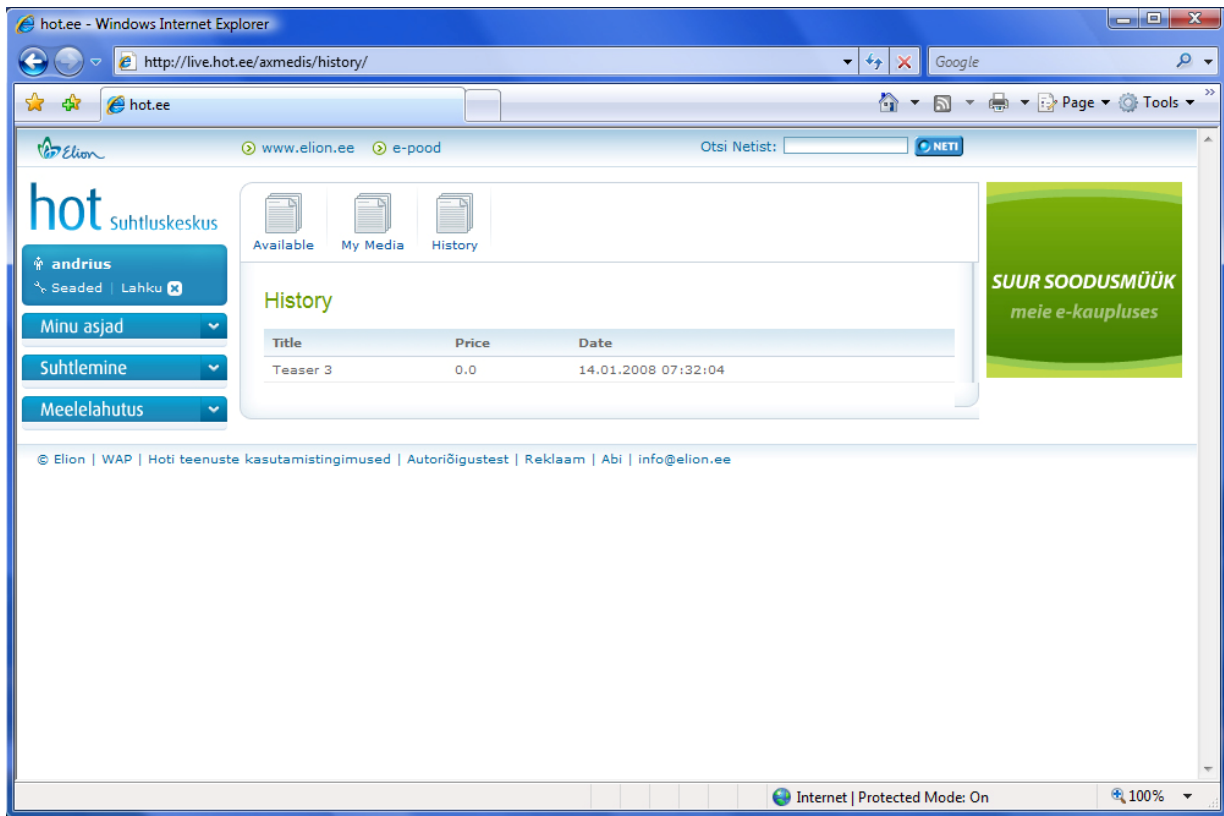 hot.ee - Windows Internet Explorer
http://live.hot.ee/axmedis/history/
Google
hot.ee
Page
Tools
Elion
www.elion.ee e-pood
Otsi Netist:
NETI
hot Suhtluskeskus
andrius
Seaded | Lahku
Minu asjad
Suhtlemine
Meelelahutus
Available My Media History
History
Title Price Date
Teaser 3 0.0 14.01.2008 07:32:04
SUUR SOODUSMÜÜK
meie e-kaupluses
© Elion | WAP | Hoti teenuste kasutamistingimused | Autoriõigustest | Reklaam | Abi | info@elion.ee
Internet | Protected Mode: On
100%